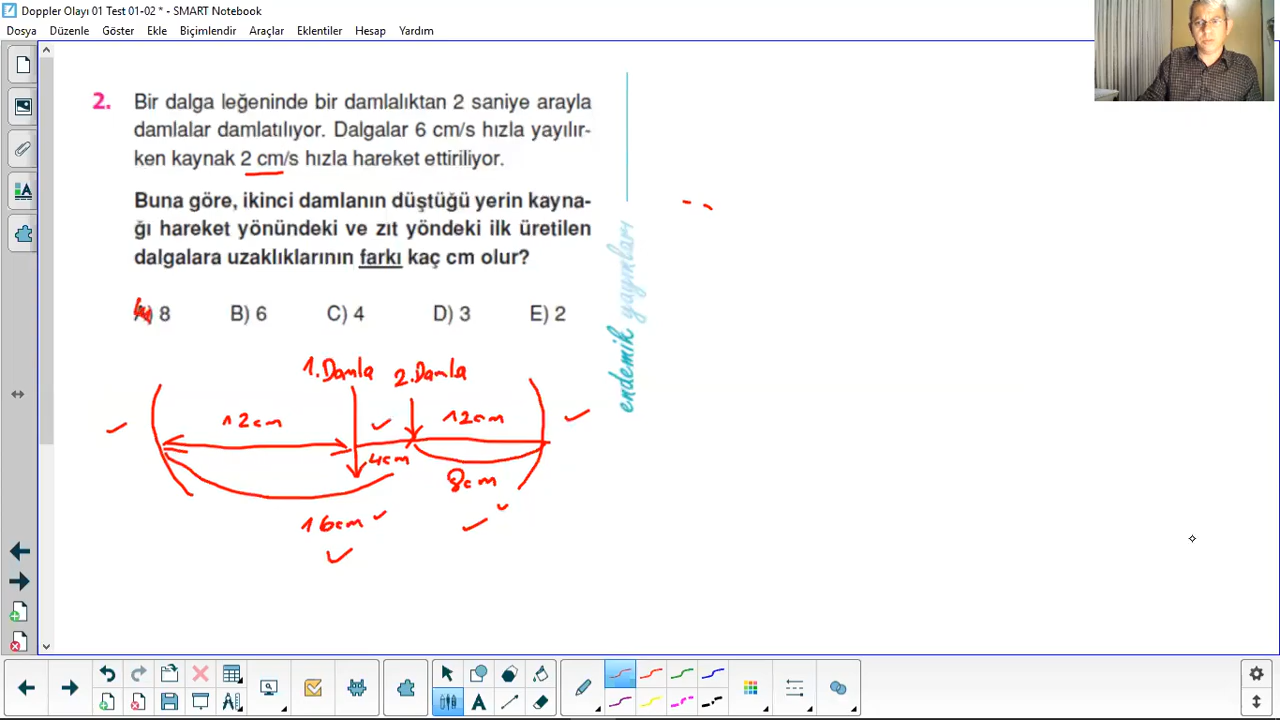 Doppler Olayı 01 Test 01-02 * - SMART Notebook
Dosya Düzenle Göster Ekle Biçimlendir Araçlar Eklentiler Hesap Yardım
2. Bir dalga leğeninde bir damlalıktan 2 saniye arayla
damlalar damlatılıyor. Dalgalar 6 cm/s hızla yayılır-
ken kaynak 2 cm/s hızla hareket ettiriliyor.
Buna göre, ikinci damlanın düştüğü yerin kayna-
ğı hareket yönündeki ve zıt yöndeki ilk üretilen
dalgalara uzaklıklarının farkı kaç cm olur?
A) 8 B) 6 C) 4 D) 3 E) 2
endemik yayınları
1.Damla 2.Damla
12cm 12cm
4cm
8cm
16cm